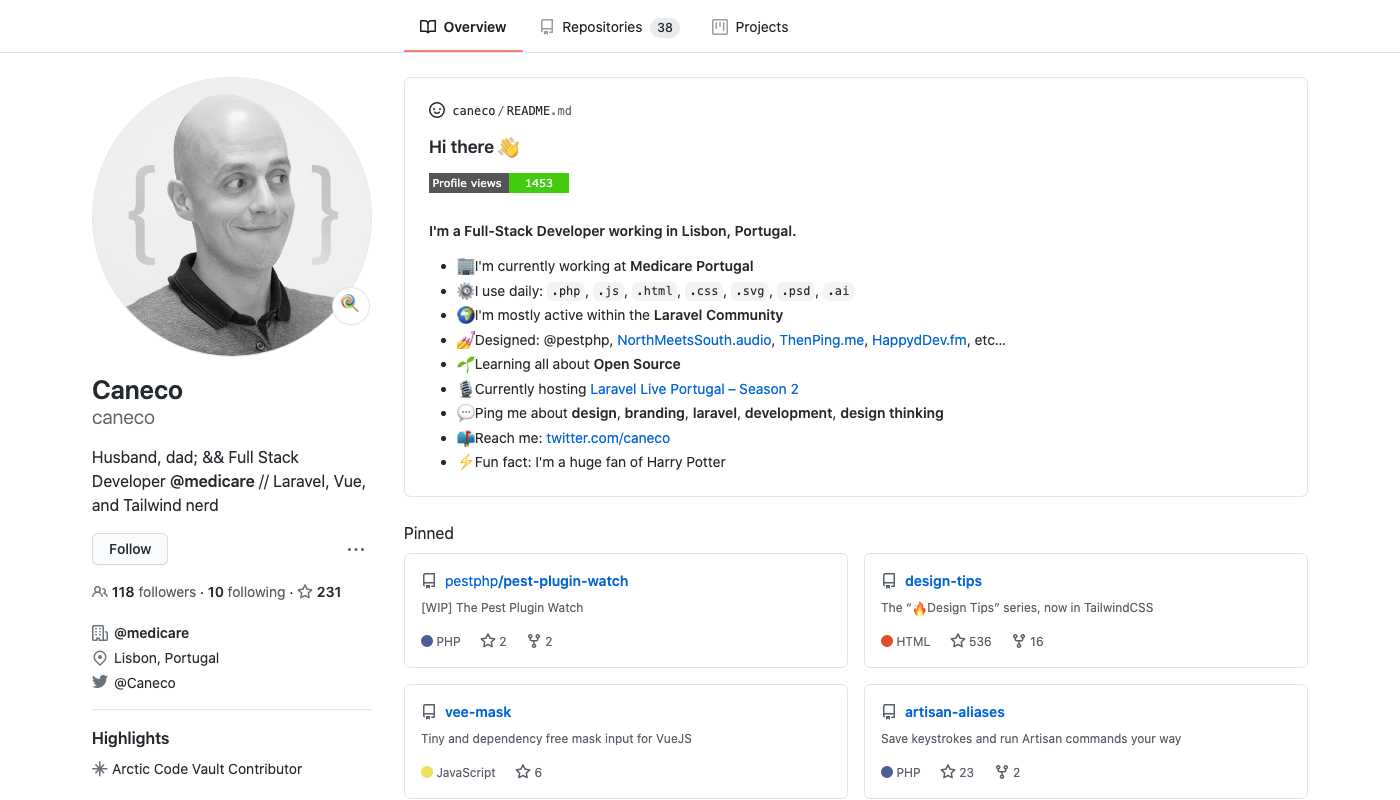 Overview Repositories 38 Projects
caneco/README.md
Hi there 👋
Profile views 1453
I'm a Full-Stack Developer working in Lisbon, Portugal.
🏢I'm currently working at Medicare Portugal
⚙️I use daily: .php, .js, .html, .css, .svg, .psd, .ai
🌍I'm mostly active within the Laravel Community
💅Designed: @pestphp, NorthMeetsSouth.audio, ThenPing.me, HappydDev.fm, etc...
🌱Learning all about Open Source
🎙Currently hosting Laravel Live Portugal – Season 2
💬Ping me about design, branding, laravel, development, design thinking
📫Reach me: twitter.com/caneco
⚡Fun fact: I'm a huge fan of Harry Potter
{ }
Caneco
caneco
Husband, dad; && Full Stack
Developer @medicare // Laravel, Vue,
and Tailwind nerd
Follow ...
118 followers · 10 following · 231
@medicare
Lisbon, Portugal
@Caneco
Highlights
Arctic Code Vault Contributor
Pinned
pestphp/pest-plugin-watch
[WIP] The Pest Plugin Watch
PHP 2 2
design-tips
The “🔥Design Tips” series, now in TailwindCSS
HTML 536 16
vee-mask
Tiny and dependency free mask input for VueJS
JavaScript 6
artisan-aliases
Save keystrokes and run Artisan commands your way
PHP 23 2